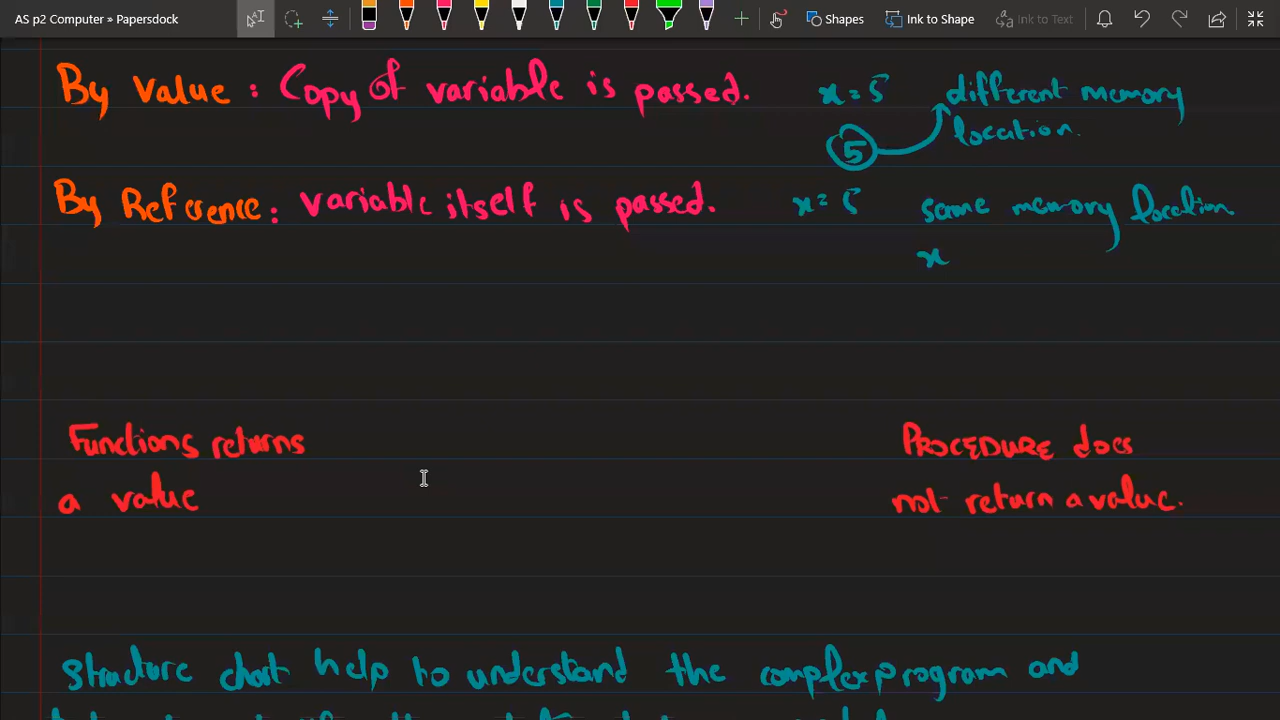 AS p2 Computer » Papersdock
Shapes
Ink to Shape
Ink to Text
By Value : Copy of variable is passed.
x = 5
different memory
location.
5
By Reference : variable itself is passed.
x = 5
same memory location
x
Functions returns
a value
PROCEDURE does
not return a value.
structure chart help to understand the complex program and